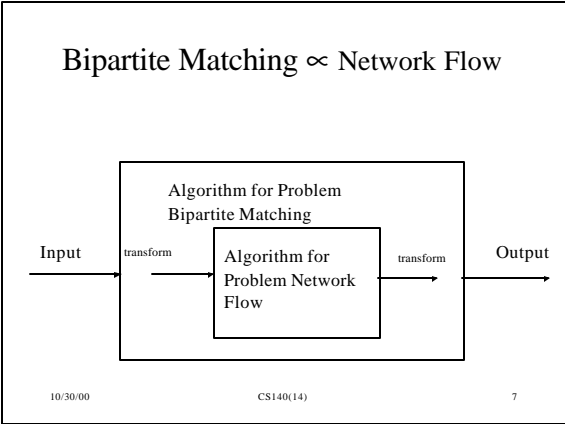 Bipartite Matching ∝ Network Flow
Algorithm for Problem
Bipartite Matching
Input
transform
Algorithm for
Problem Network
Flow
transform
Output
10/30/00
CS140(14)
7